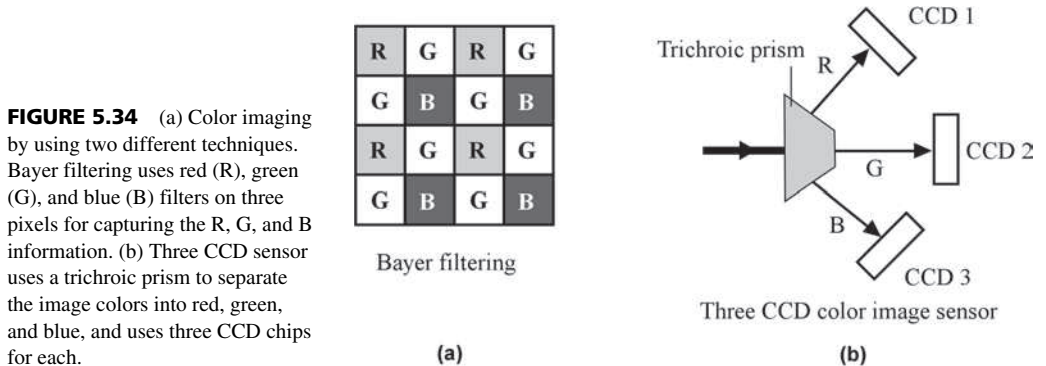 FIGURE 5.34 (a) Color imaging
by using two different techniques.
Bayer filtering uses red (R), green
(G), and blue (B) filters on three
pixels for capturing the R, G, and B
information. (b) Three CCD sensor
uses a trichroic prism to separate
the image colors into red, green,
and blue, and uses three CCD chips
for each.
R G R G
G B G B
R G R G
G B G B
Bayer filtering
(a)
CCD 1
Trichroic prism
R
CCD 2
G
B
CCD 3
Three CCD color image sensor
(b)